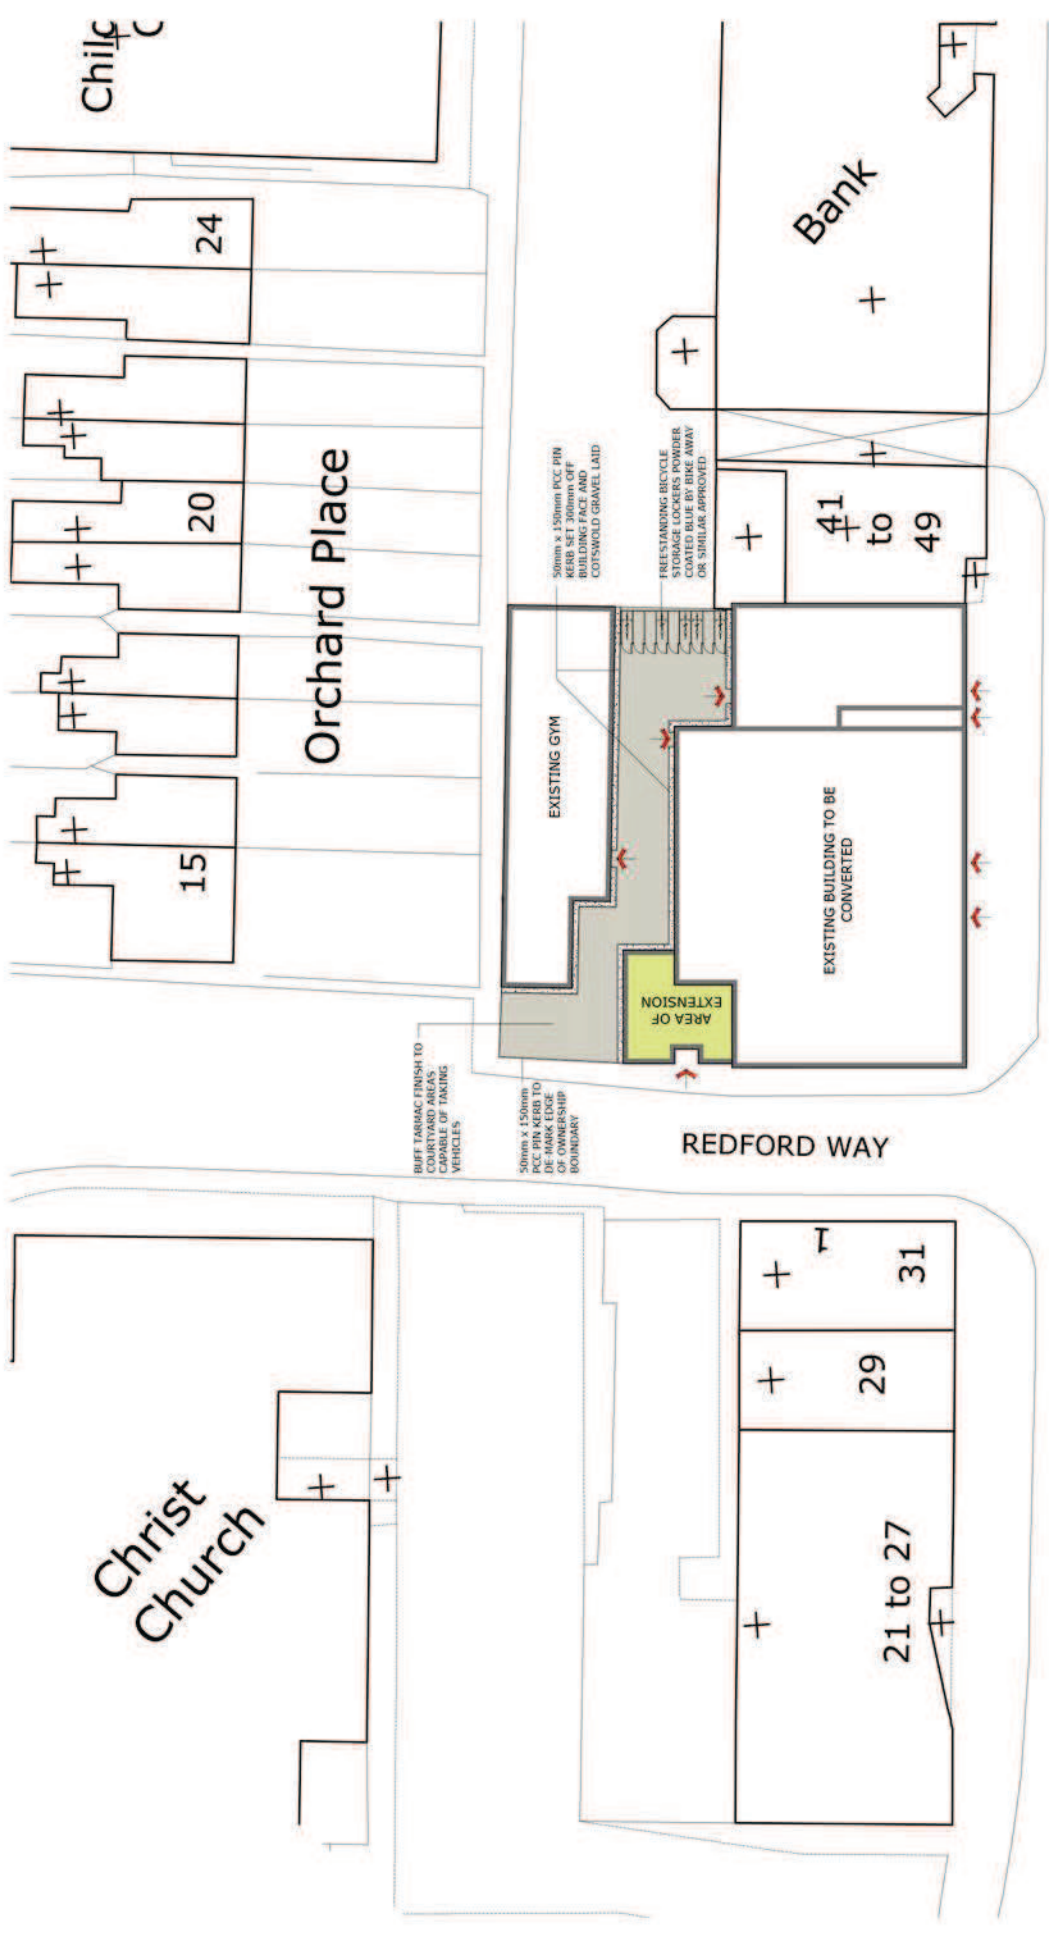 Chilc
C
24
20
15
Orchard Place
Bank
41
to
49
50mm x 150mm PCC PIN
KERB SET 300mm OFF
BUILDING FACE AND
COTSWOLD GRAVEL LAID
FREESTANDING BICYCLE
STORAGE LOCKERS POWDER
COATED BLUE BY BIKE AWAY
OR SIMILAR APPROVED
EXISTING GYM
EXISTING BUILDING TO BE
CONVERTED
AREA OF
EXTENSION
BUFF TARMAC FINISH TO
COURTYARD AREAS
CAPABLE OF TAKING
VEHICLES
50mm x 150mm
PCC PIN KERB TO
DE-MARK EDGE
OF OWNERSHIP
BOUNDARY
REDFORD WAY
1
31
29
21 to 27
Christ
Church